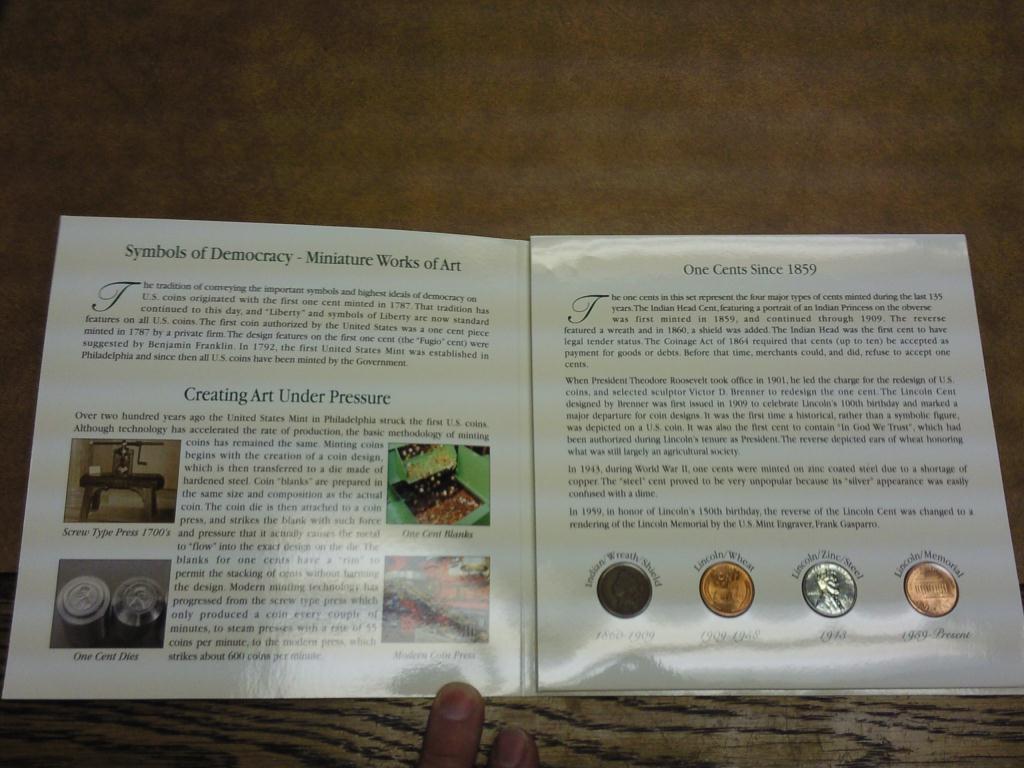 Symbols of Democracy - Miniature Works of Art
The tradition of conveying the important symbols and highest ideals of democracy on
U.S. coins originated with the first one cent minted in 1787. That tradition has
continued to this day, and "Liberty" and symbols of Liberty are now standard
features on all U.S. coins. The first coin authorized by the United States was a one cent piece
minted in 1787 by a private firm. The design features on the first one cent (the "Fugio" cent) were
suggested by Benjamin Franklin. In 1792, the first United States Mint was established in
Philadelphia and since then all U.S. coins have been minted by the Government.
Creating Art Under Pressure
Over two hundred years ago the United States Mint in Philadelphia struck the first U.S. coins.
Although technology has accelerated the rate of production, the basic methodology of minting
coins has remained the same. Minting coins
begins with the creation of a coin design,
which is then transferred to a die made of
hardened steel. Coin "blanks" are prepared in
the same size and composition as the actual
coin. The coin die is then attached to a coin
press, and strikes the blank with such force
and pressure that it actually causes the metal
to "flow" into the exact design on the die. The
blanks for one cents have a "rim" to
permit the stacking of cents without harming
the design. Modern minting technology has
progressed from the screw type press which
only produced a coin every couple of
minutes, to steam presses with a rate of 55
coins per minute, to the modern press, which
strikes about 600 coins per minute.
Screw Type Press 1700's
One Cent Blanks
One Cent Dies
Modern Coin Press
One Cents Since 1859
The one cents in this set represent the four major types of cents minted during the last 135
years. The Indian Head Cent, featuring a portrait of an Indian Princess on the obverse
was first minted in 1859, and continued through 1909. The reverse
featured a wreath and in 1860, a shield was added. The Indian Head was the first cent to have
legal tender status. The Coinage Act of 1864 required that cents (up to ten) be accepted as
payment for goods or debts. Before that time, merchants could, and did, refuse to accept one
cents.
When President Theodore Roosevelt took office in 1901, he led the charge for the redesign of U.S.
coins, and selected sculptor Victor D. Brenner to redesign the one cent. The Lincoln Cent
designed by Brenner was first issued in 1909 to celebrate Lincoln's 100th birthday and marked a
major departure for coin designs. It was the first time a historical, rather than a symbolic figure,
was depicted on a U.S. coin. It was also the first cent to contain "In God We Trust", which had
been authorized during Lincoln's tenure as President. The reverse depicted ears of wheat honoring
what was still largely an agricultural society.
In 1943, during World War II, one cents were minted on zinc coated steel due to a shortage of
copper. The "steel" cent proved to be very unpopular because its "silver" appearance was easily
confused with a dime.
In 1959, in honor of Lincoln's 150th birthday, the reverse of the Lincoln Cent was changed to a
rendering of the Lincoln Memorial by the U.S. Mint Engraver, Frank Gasparro.
Indian/Wreath/Shield
Lincoln/Wheat
Lincoln/Zinc/Steel
Lincoln/Memorial
1860-1909
1909-1958
1943
1959-Present